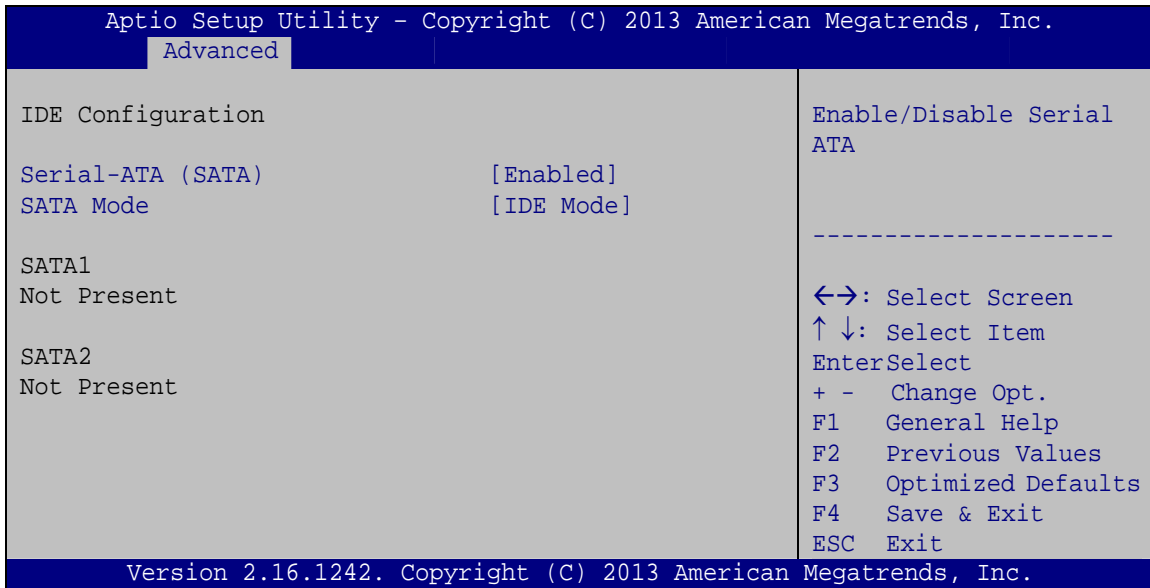 Aptio Setup Utility – Copyright (C) 2013 American Megatrends, Inc.
Advanced
IDE Configuration
Serial-ATA (SATA) [Enabled]
SATA Mode [IDE Mode]
SATA1
Not Present
SATA2
Not Present
Enable/Disable Serial
ATA
---------------------
←→: Select Screen
↑ ↓: Select Item
EnterSelect
+ - Change Opt.
F1 General Help
F2 Previous Values
F3 Optimized Defaults
F4 Save & Exit
ESC Exit
Version 2.16.1242. Copyright (C) 2013 American Megatrends, Inc.